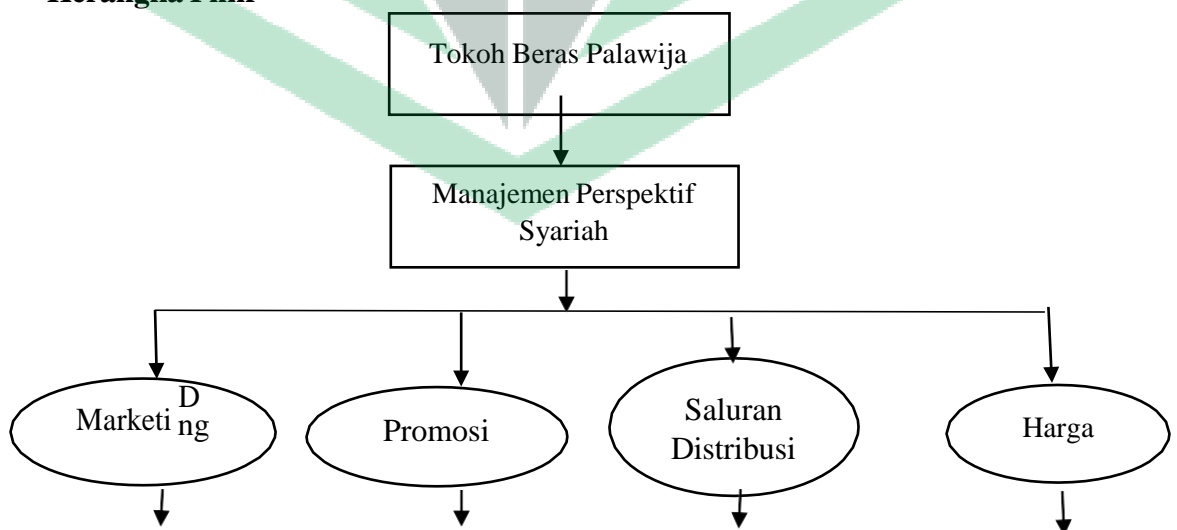 Tokoh Beras Palawija
Manajemen Perspektif
Syariah
D
Marketi ng
Promosi
Saluran
Distribusi
Harga